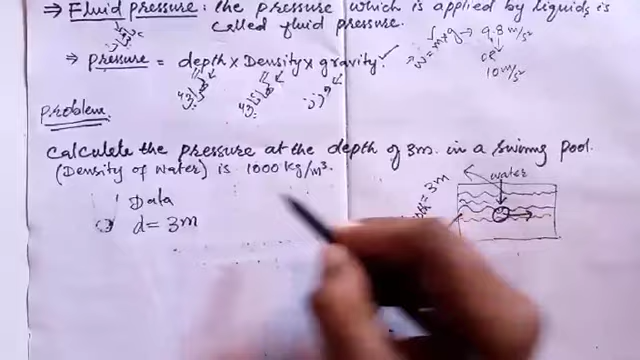 ⇒ Fluid pressure: the pressure which is applied by liquids is
called fluid pressure.
⇒ pressure = depth × Density × gravity.
w = m × g → 9.8 m/s²
OR
10 m/s²
Problem
Calculate the pressure at the depth of 3m. in a swimg pool.
(Density of water) is 1000 kg/m³.
water
= 3m
Data
d = 3m